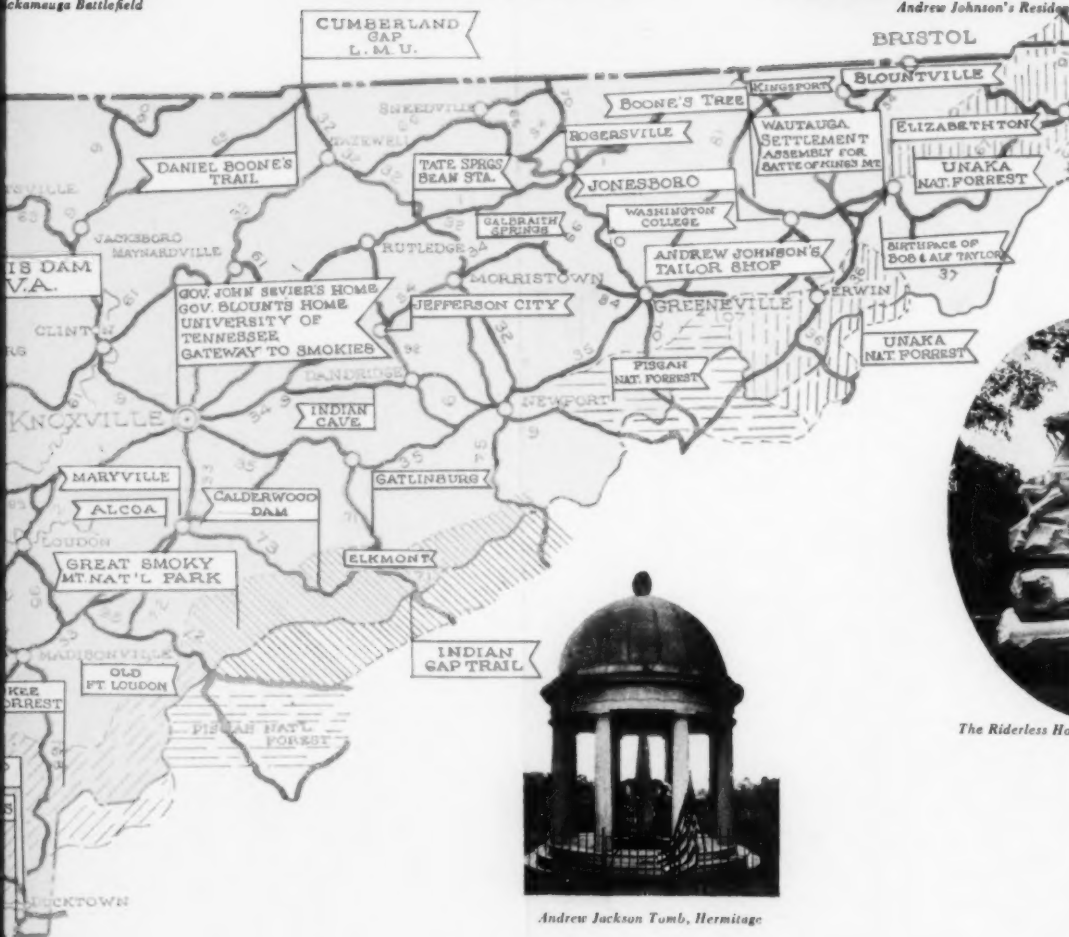 ckamauga Battlefield
Andrew Johnson's Residen
CUMBERLAND
GAP
L. M. U.
BRISTOL
BLOUNTVILLE
KINGSPORT
BOONE'S TREE
SNEEDVILLE
TAZEWELL
ROGERSVILLE
WAUTAUGA
SETTLEMENT
ASSEMBLY FOR
BATTE OF KINGS MT.
ELIZABETHTON
DANIEL BOONE'S
TRAIL
TATE SPRGS
BEAN STA.
JONESBORO
UNAKA
NAT. FORREST
GALBRAITH
SPRINGS
WASHINGTON
COLLEGE
JACKSBORO
MAYNARDVILLE
RUTLEDGE
ANDREW JOHNSON'S
TAILOR SHOP
BIRTHPACE OF
BOB & ALF TAYLOR
IS DAM
V.A.
MORRISTOWN
GOV. JOHN SEVIER'S HOME
GOV. BLOUNTS HOME
UNIVERSITY OF
TENNESSEE
GATEWAY TO SMOKIES
JEFFERSON CITY
GREENEVILLE
ERWIN
CLINTON
UNAKA
NAT. FORREST
PISGAH
NAT. FORREST
DANDRIDGE
INDIAN
CAVE
NEWPORT
KNOXVILLE
MARYVILLE
CALDERWOOD
DAM
GATLINBURG
ALCOA
LOUDON
ELKMONT
GREAT SMOKY
MT. NAT'L PARK
MADISONVILLE
OLD
FT. LOUDON
INDIAN
GAP TRAIL
KEE
ORREST
PISGAH NAT'L
FOREST
The Riderless Ho
DUCKTOWN
Andrew Jackson Tomb, Hermitage